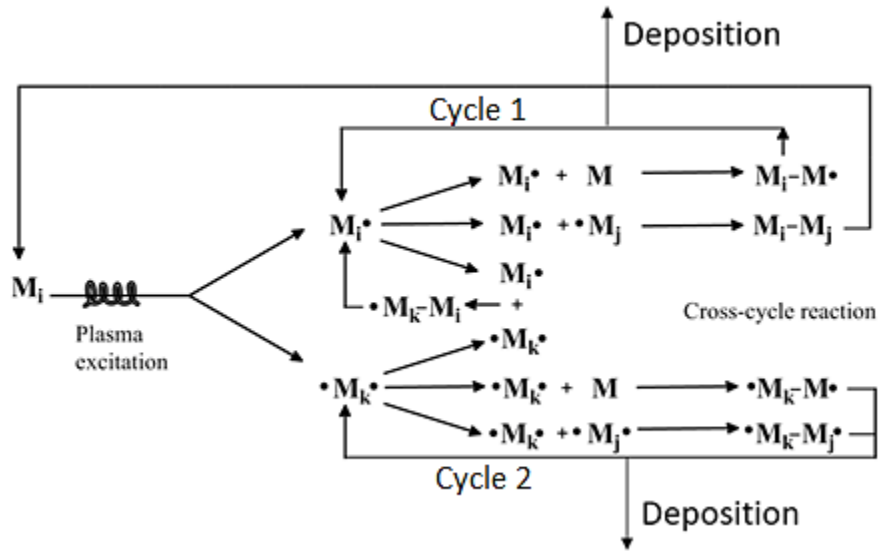 Deposition
Cycle 1
Mi• + M Mi–M•
Mi• Mi• + •Mj Mi–Mj
Mi•
Mi •Mk–Mi +
Cross-cycle reaction
Plasma
excitation
•Mk•
•Mk• •Mk• + M •Mk–M•
•Mk• + •Mj• •Mk–Mj•
Cycle 2
Deposition